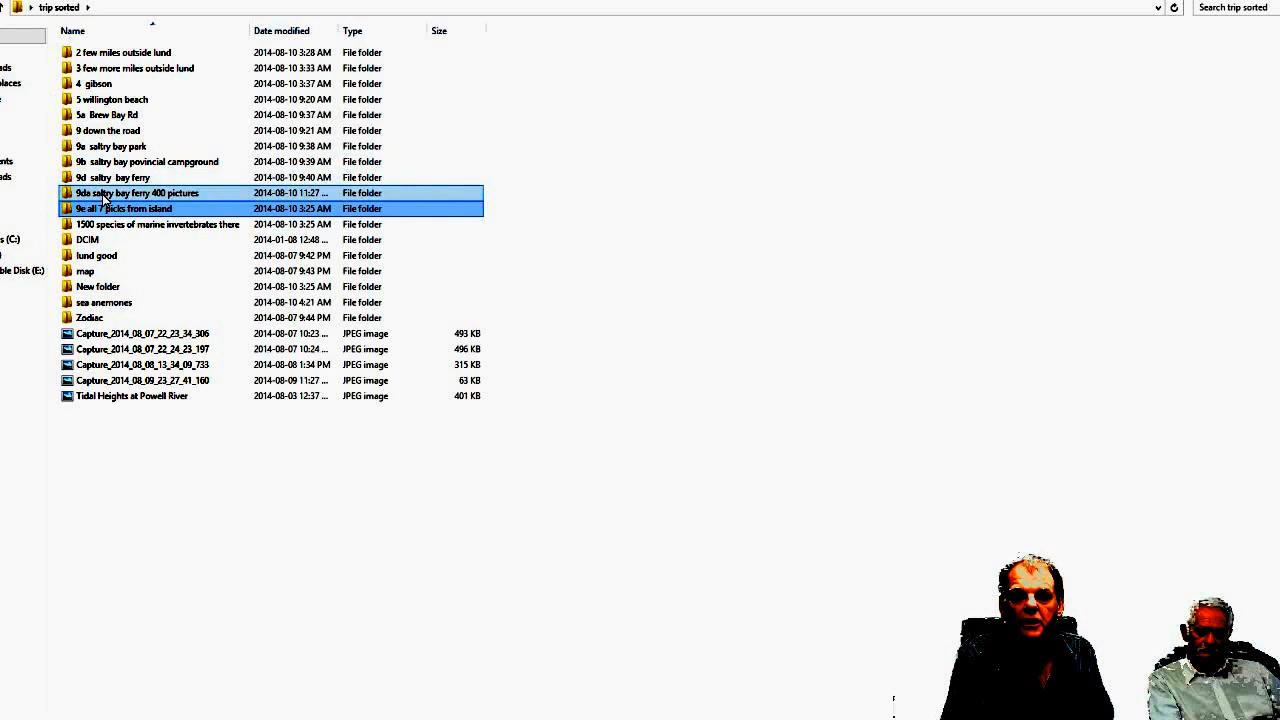 trip sorted
Search trip sorted
Name Date modified Type Size
2 few miles outside lund 2014-08-10 3:28 AM File folder
3 few more miles outside lund 2014-08-10 3:33 AM File folder
ads
4 gibson 2014-08-10 3:37 AM File folder
places
5 willington beach 2014-08-10 9:20 AM File folder
5a Brew Bay Rd 2014-08-10 9:37 AM File folder
9 down the road 2014-08-10 9:21 AM File folder
9a saltry bay park 2014-08-10 9:38 AM File folder
ents
9b saltry bay povincial campground 2014-08-10 9:39 AM File folder
ads
9d saltry bay ferry 2014-08-10 9:40 AM File folder
9da saltry bay ferry 400 pictures 2014-08-10 11:27 ... File folder
9e all 7 picks from island 2014-08-10 3:25 AM File folder
1500 species of marine invertebrates there 2014-08-10 3:25 AM File folder
s (C:)
DCIM 2014-01-08 12:48 ... File folder
lund good 2014-08-07 9:42 PM File folder
ble Disk (E:)
map 2014-08-07 9:43 PM File folder
New folder 2014-08-10 3:25 AM File folder
sea anemones 2014-08-10 4:21 AM File folder
Zodiac 2014-08-07 9:44 PM File folder
Capture_2014_08_07_22_23_34_306 2014-08-07 10:23 ... JPEG image 493 KB
Capture_2014_08_07_22_24_23_197 2014-08-07 10:24 ... JPEG image 496 KB
Capture_2014_08_08_13_34_09_733 2014-08-08 1:34 PM JPEG image 315 KB
Capture_2014_08_09_23_27_41_160 2014-08-09 11:27 ... JPEG image 63 KB
Tidal Heights at Powell River 2014-08-03 12:37 ... JPEG image 401 KB